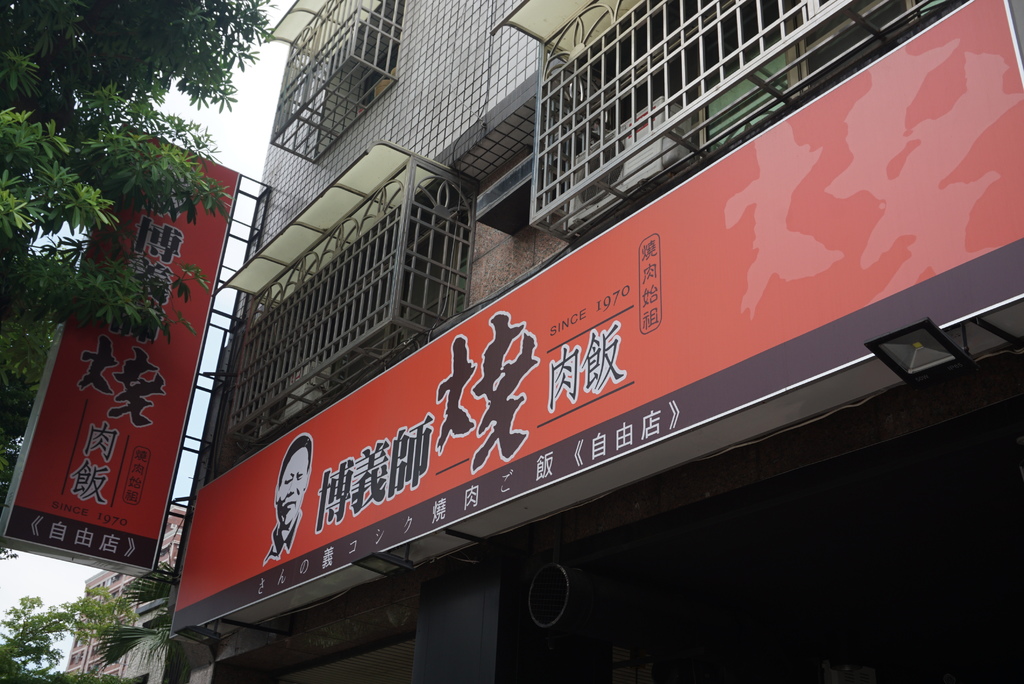 博義師
燒
肉飯
燒肉始祖
SINCE 1970
《自由店》
博義師
燒
SINCE 1970
肉飯
燒肉始祖
さんの義コシク燒肉ご飯《自由店》
燒